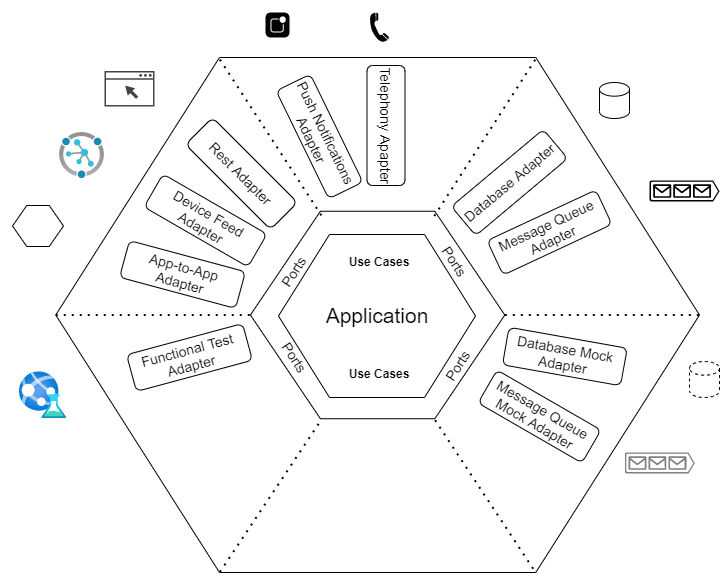 Push Notifications
Adapter
Telephony Apapter
Rest Adapter
Device Feed
Adapter
App-to-App
Adapter
Database Adapter
Message Queue
Adapter
Ports
Use Cases
Ports
Application
Ports
Use Cases
Ports
Functional Test
Adapter
Database Mock
Adapter
Message Queue
Mock Adapter